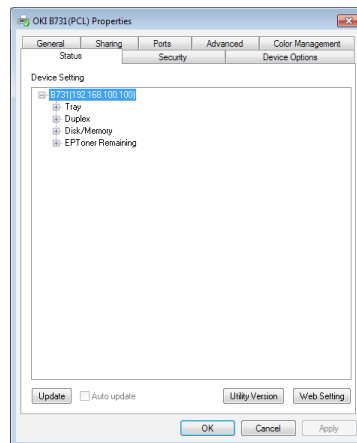 OKI B731(PCL) Properties
General Sharing Ports Advanced Color Management
Status Security Device Options
Device Setting
B731(192.168.100.100)
Tray
Duplex
Disk/Memory
EPToner Remaining
Update Auto update Utility Version Web Setting
OK Cancel Apply